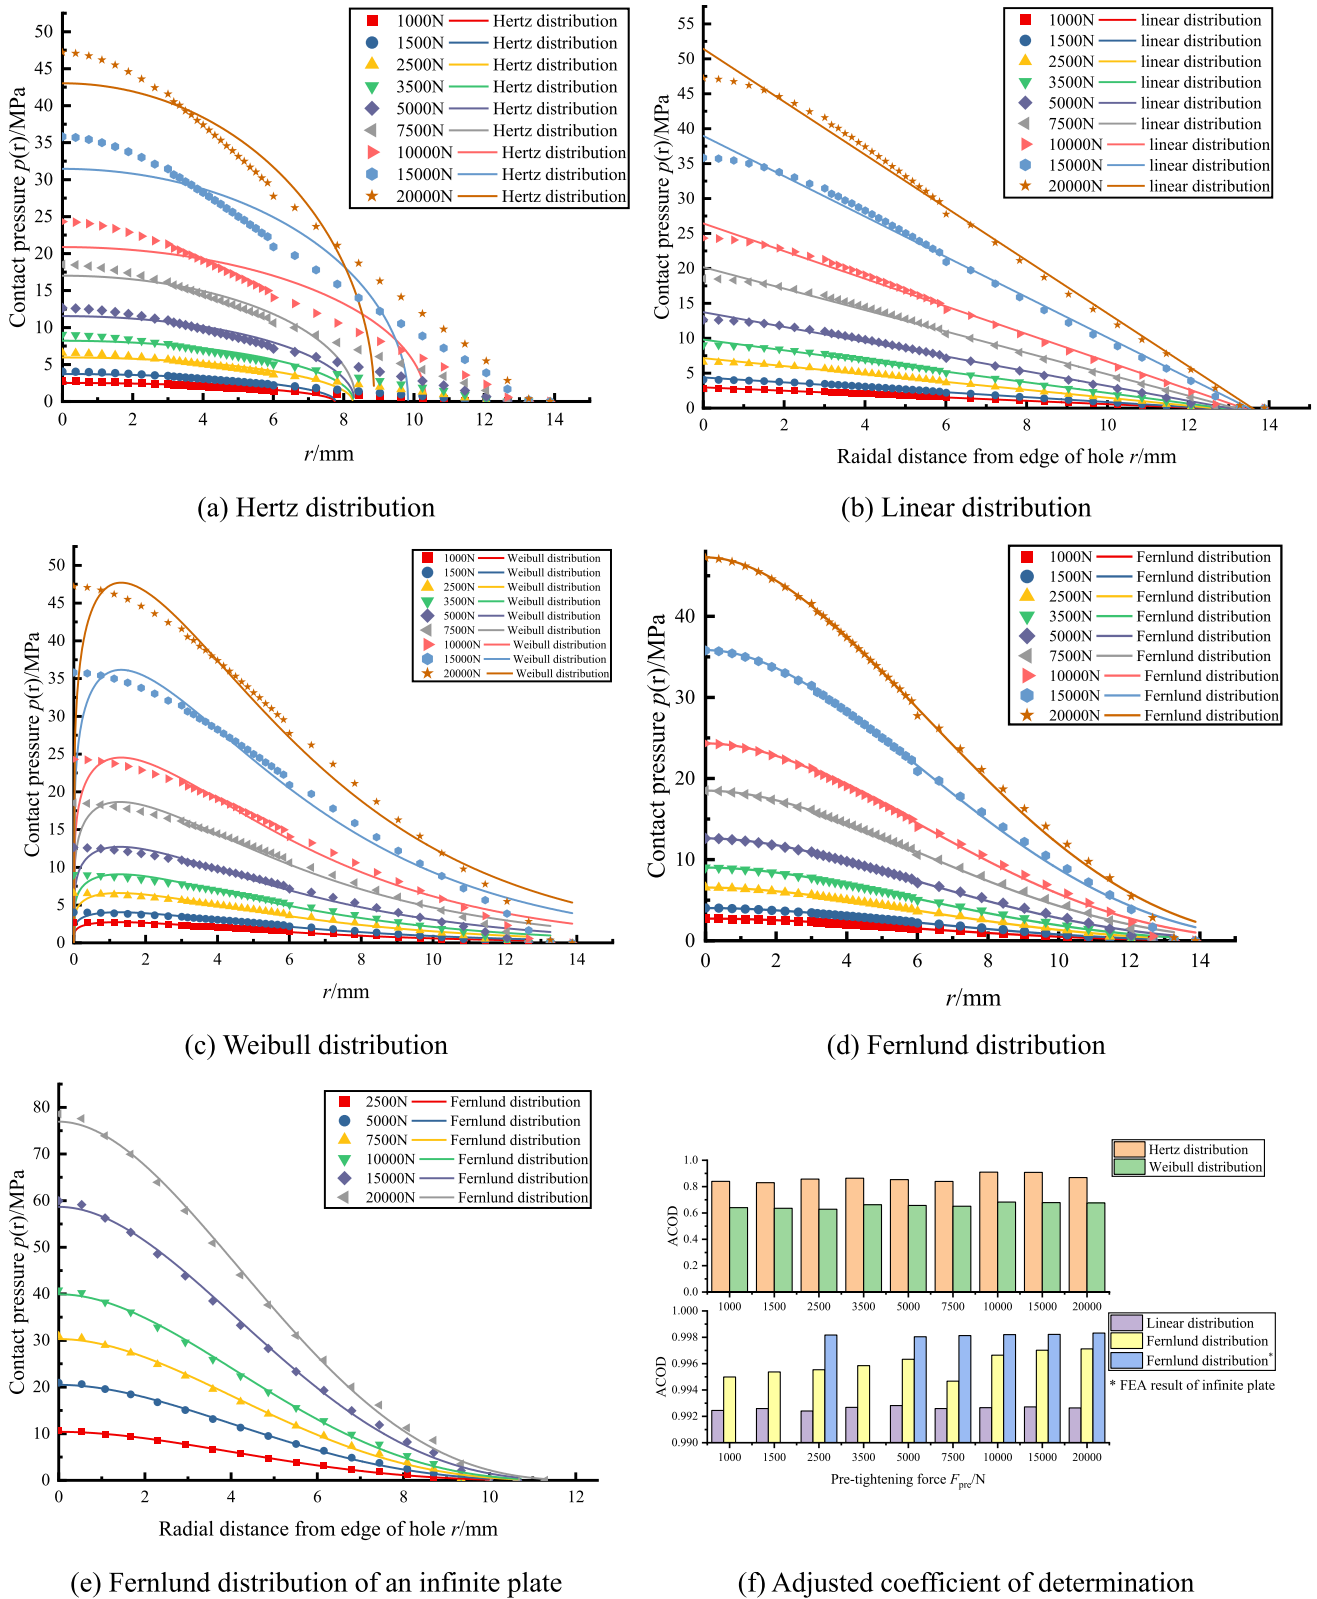 1000N Hertz distribution
1500N Hertz distribution
2500N Hertz distribution
3500N Hertz distribution
5000N Hertz distribution
7500N Hertz distribution
10000N Hertz distribution
15000N Hertz distribution
20000N Hertz distribution
Contact pressure p(r)/MPa
50
45
40
35
30
25
20
15
10
5
0
0 2 4 6 8 10 12 14
r/mm
(a) Hertz distribution
1000N linear distribution
1500N linear distribution
2500N linear distribution
3500N linear distribution
5000N linear distribution
7500N linear distribution
10000N linear distribution
15000N linear distribution
20000N linear distribution
Contact pressure p(r)/MPa
55
50
45
40
35
30
25
20
15
10
5
0
0 2 4 6 8 10 12 14
Raidal distance from edge of hole r/mm
(b) Linear distribution
1000N Weibull distribution
1500N Weibull distribution
2500N Weibull distribution
3500N Weibull distribution
5000N Weibull distribution
7500N Weibull distribution
10000N Weibull distribution
15000N Weibull distribution
20000N Weibull distribution
Contact pressure p(r)/MPa
50
45
40
35
30
25
20
15
10
5
0
0 2 4 6 8 10 12 14
r/mm
(c) Weibull distribution
1000N Fernlund distribution
1500N Fernlund distribution
2500N Fernlund distribution
3500N Fernlund distribution
5000N Fernlund distribution
7500N Fernlund distribution
10000N Fernlund distribution
15000N Fernlund distribution
20000N Fernlund distribution
Contact pressure p(r)/MPa
40
30
20
10
0
0 2 4 6 8 10 12 14
r/mm
(d) Fernlund distribution
2500N Fernlund distribution
5000N Fernlund distribution
7500N Fernlund distribution
10000N Fernlund distribution
15000N Fernlund distribution
20000N Fernlund distribution
Contact pressure p(r)/MPa
80
70
60
50
40
30
20
10
0
0 2 4 6 8 10 12
Radial distance from edge of hole r/mm
(e) Fernlund distribution of an infinite plate
Hertz distribution
Weibull distribution
ACOD
1.0
0.8
0.6
0.4
0.2
0.0
1000 1500 2500 3500 5000 7500 10000 15000 20000
Linear distribution
Fernlund distribution
Fernlund distribution*
* FEA result of infinite plate
ACOD
1.000
0.998
0.996
0.994
0.992
0.990
1000 1500 2500 3500 5000 7500 10000 15000 20000
Pre-tightening force Fpre/N
(f) Adjusted coefficient of determination